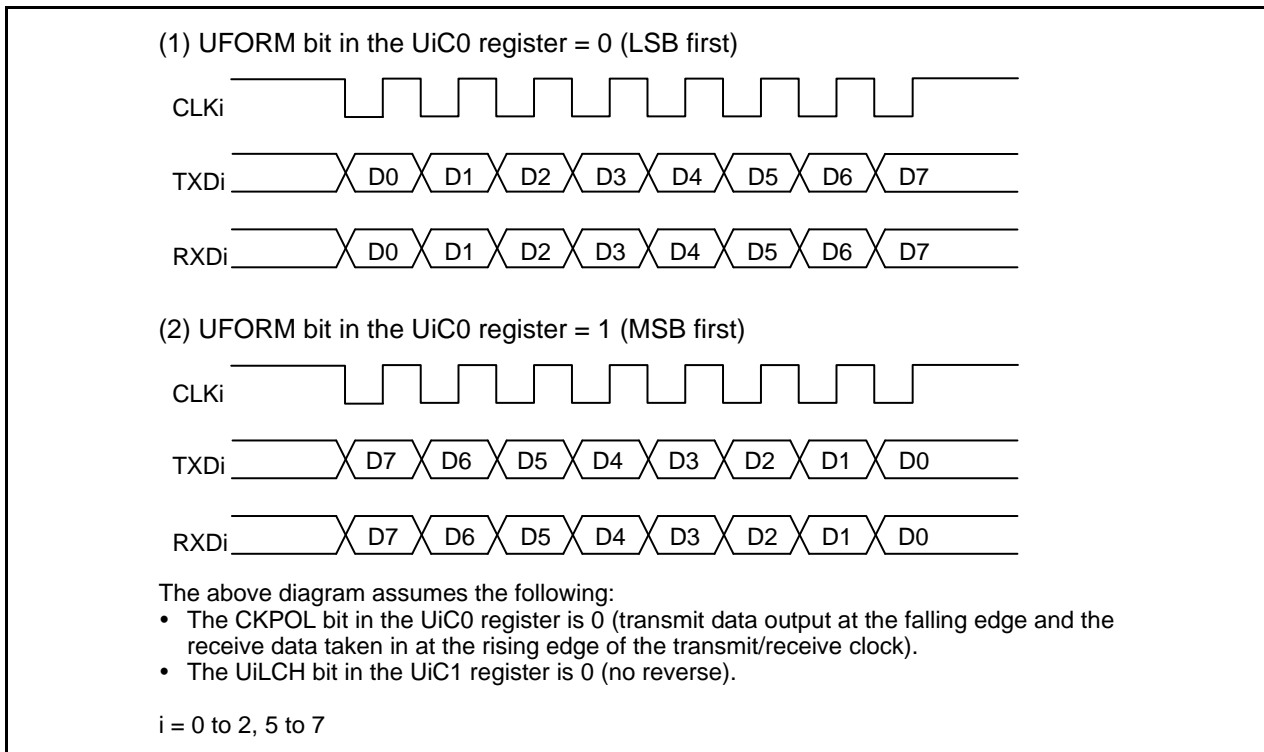 (1) UFORM bit in the UiC0 register = 0 (LSB first)
CLKi
TXDi D0 D1 D2 D3 D4 D5 D6 D7
RXDi D0 D1 D2 D3 D4 D5 D6 D7
(2) UFORM bit in the UiC0 register = 1 (MSB first)
CLKi
TXDi D7 D6 D5 D4 D3 D2 D1 D0
RXDi D7 D6 D5 D4 D3 D2 D1 D0
The above diagram assumes the following:
• The CKPOL bit in the UiC0 register is 0 (transmit data output at the falling edge and the
receive data taken in at the rising edge of the transmit/receive clock).
• The UiLCH bit in the UiC1 register is 0 (no reverse).
i = 0 to 2, 5 to 7